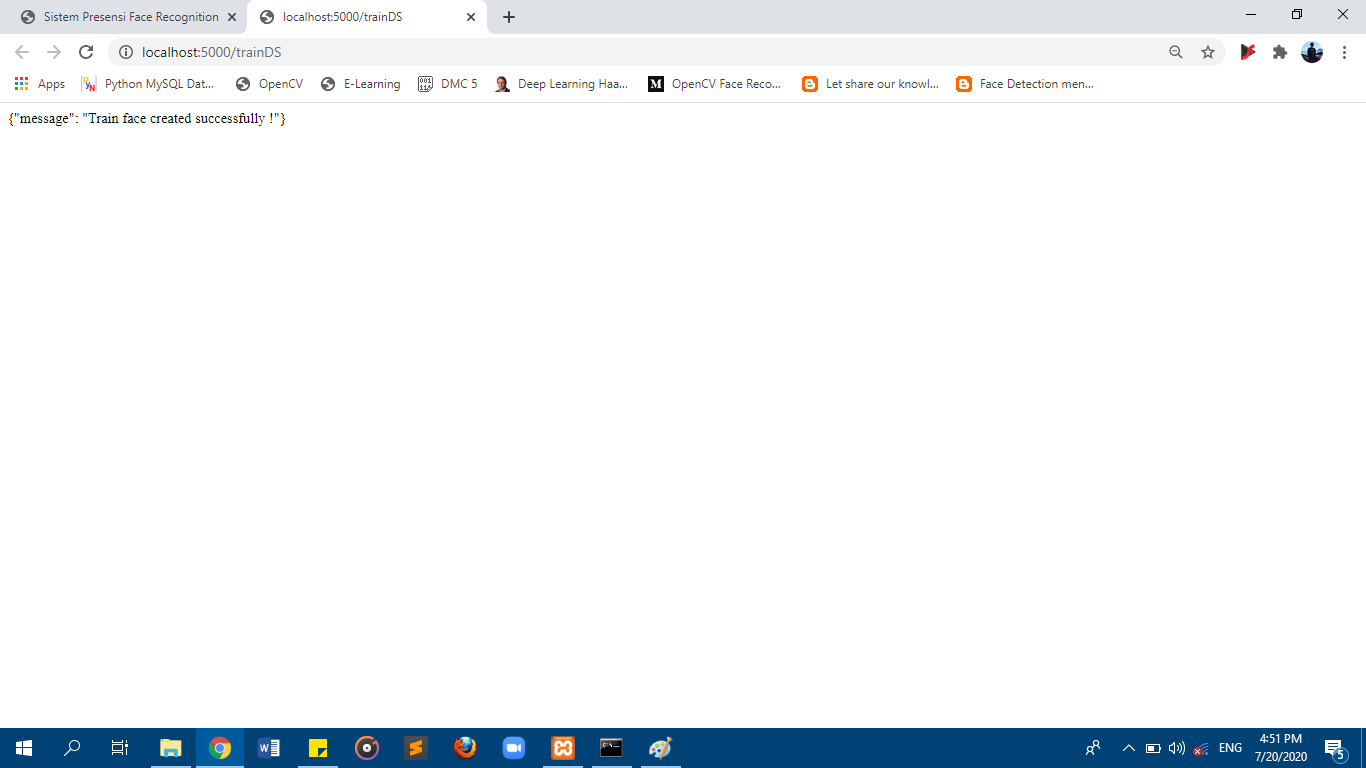 Sistem Presensi Face Recognition
localhost:5000/trainDS
localhost:5000/trainDS
Apps
Python MySQL Dat...
OpenCV
E-Learning
DMC 5
Deep Learning Haa...
OpenCV Face Reco...
Let share our knowl...
Face Detection men...
{"message": "Train face created successfully !"}
ENG
4:51 PM
7/20/2020
5